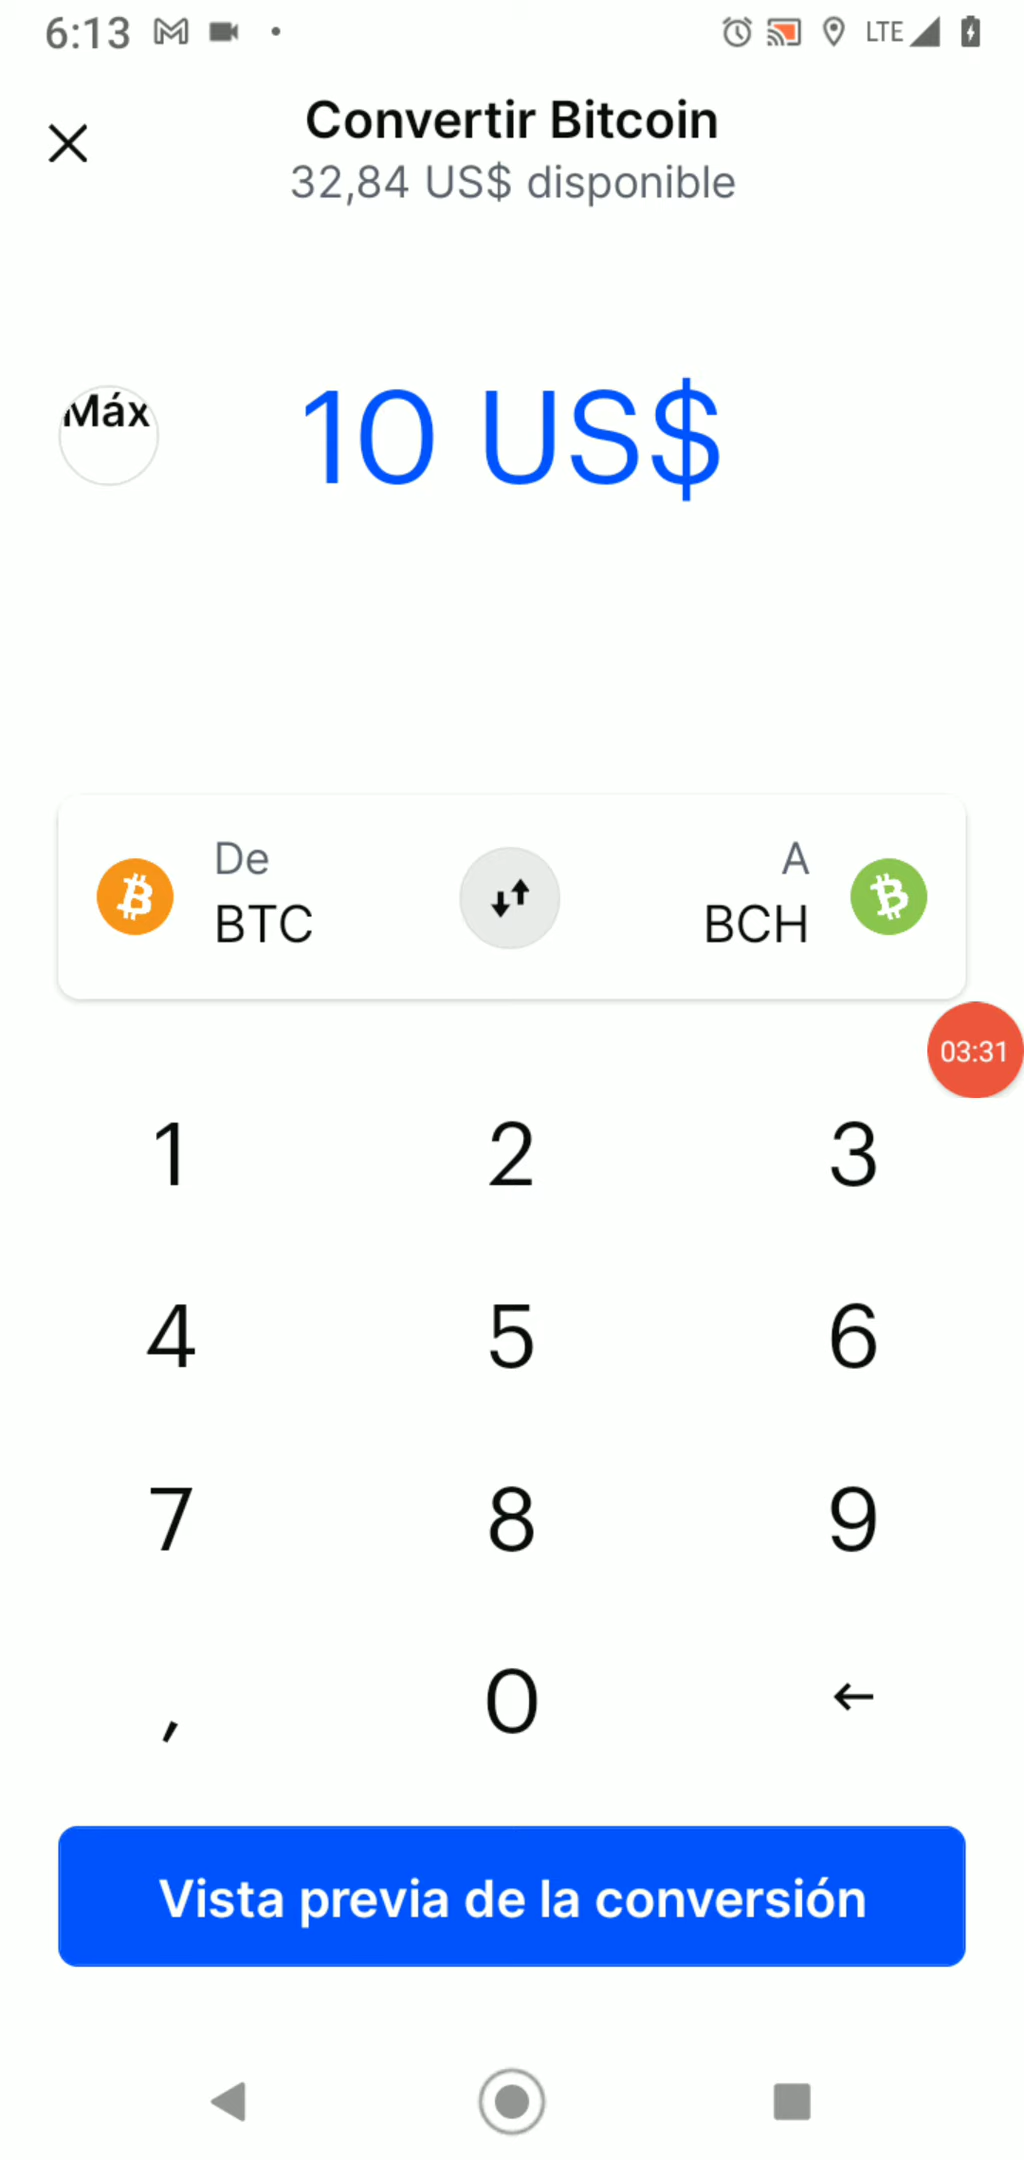 6:13
LTE
Convertir Bitcoin
32,84 US$ disponible
Máx
10 US$
De
A
BTC
BCH
03:31
1 2 3
4 5 6
7 8 9
, 0 ←
Vista previa de la conversión